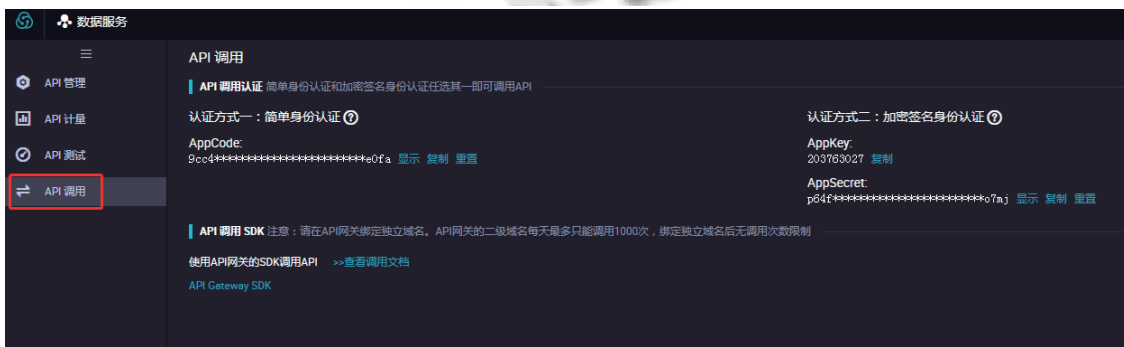 数据服务
API 管理
API 计量
API 测试
API 调用
API 调用
API 调用认证 简单身份认证和加密签名身份认证任选其一即可调用API
认证方式一：简单身份认证
AppCode:
9cc4************************e0fa 显示 复制 重置
认证方式二：加密签名身份认证
AppKey:
203763027 复制
AppSecret:
p64f************************o7mj 显示 复制 重置
API 调用 SDK 注意：请在API网关绑定独立域名。API网关的二级域名每天最多只能调用1000次，绑定独立域名后无调用次数限制
使用API网关的SDK调用API >>查看调用文档
API Gateway SDK